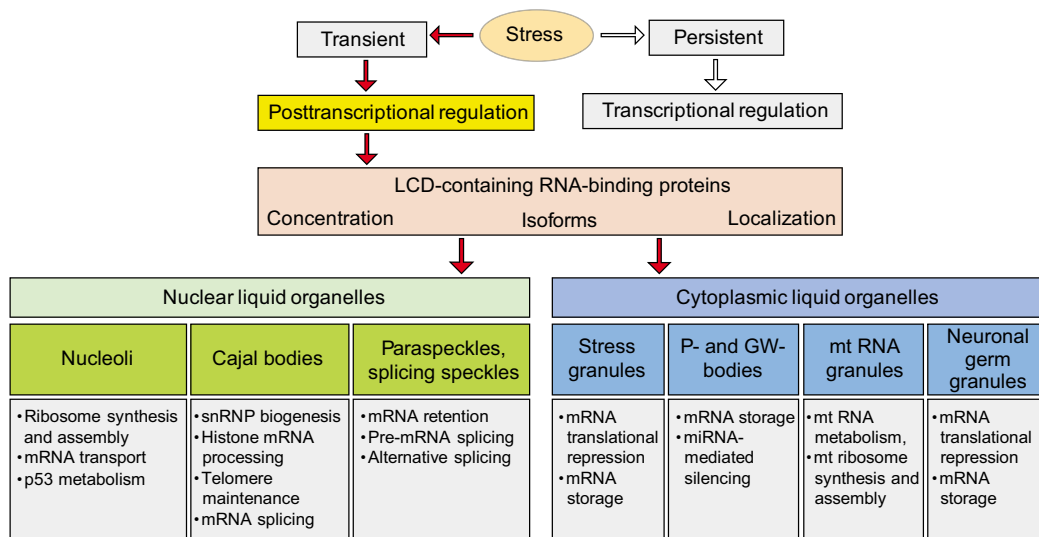 Stress
Transient
Persistent
Posttranscriptional regulation
Transcriptional regulation
LCD-containing RNA-binding proteins
Concentration
Isoforms
Localization
Nuclear liquid organelles
Cytoplasmic liquid organelles
Nucleoli
•Ribosome synthesis
and assembly
•mRNA transport
•p53 metabolism
Cajal bodies
•snRNP biogenesis
•Histone mRNA
processing
•Telomere
maintenance
•mRNA splicing
Paraspeckles,
splicing speckles
•mRNA retention
•Pre-mRNA splicing
•Alternative splicing
Stress
granules
•mRNA
translational
repression
•mRNA
storage
P- and GW-
bodies
•mRNA storage
•miRNA-
mediated
silencing
mt RNA
granules
•mt RNA
metabolism,
•mt ribosome
synthesis and
assembly
Neuronal
germ
granules
•mRNA
translational
repression
•mRNA
storage